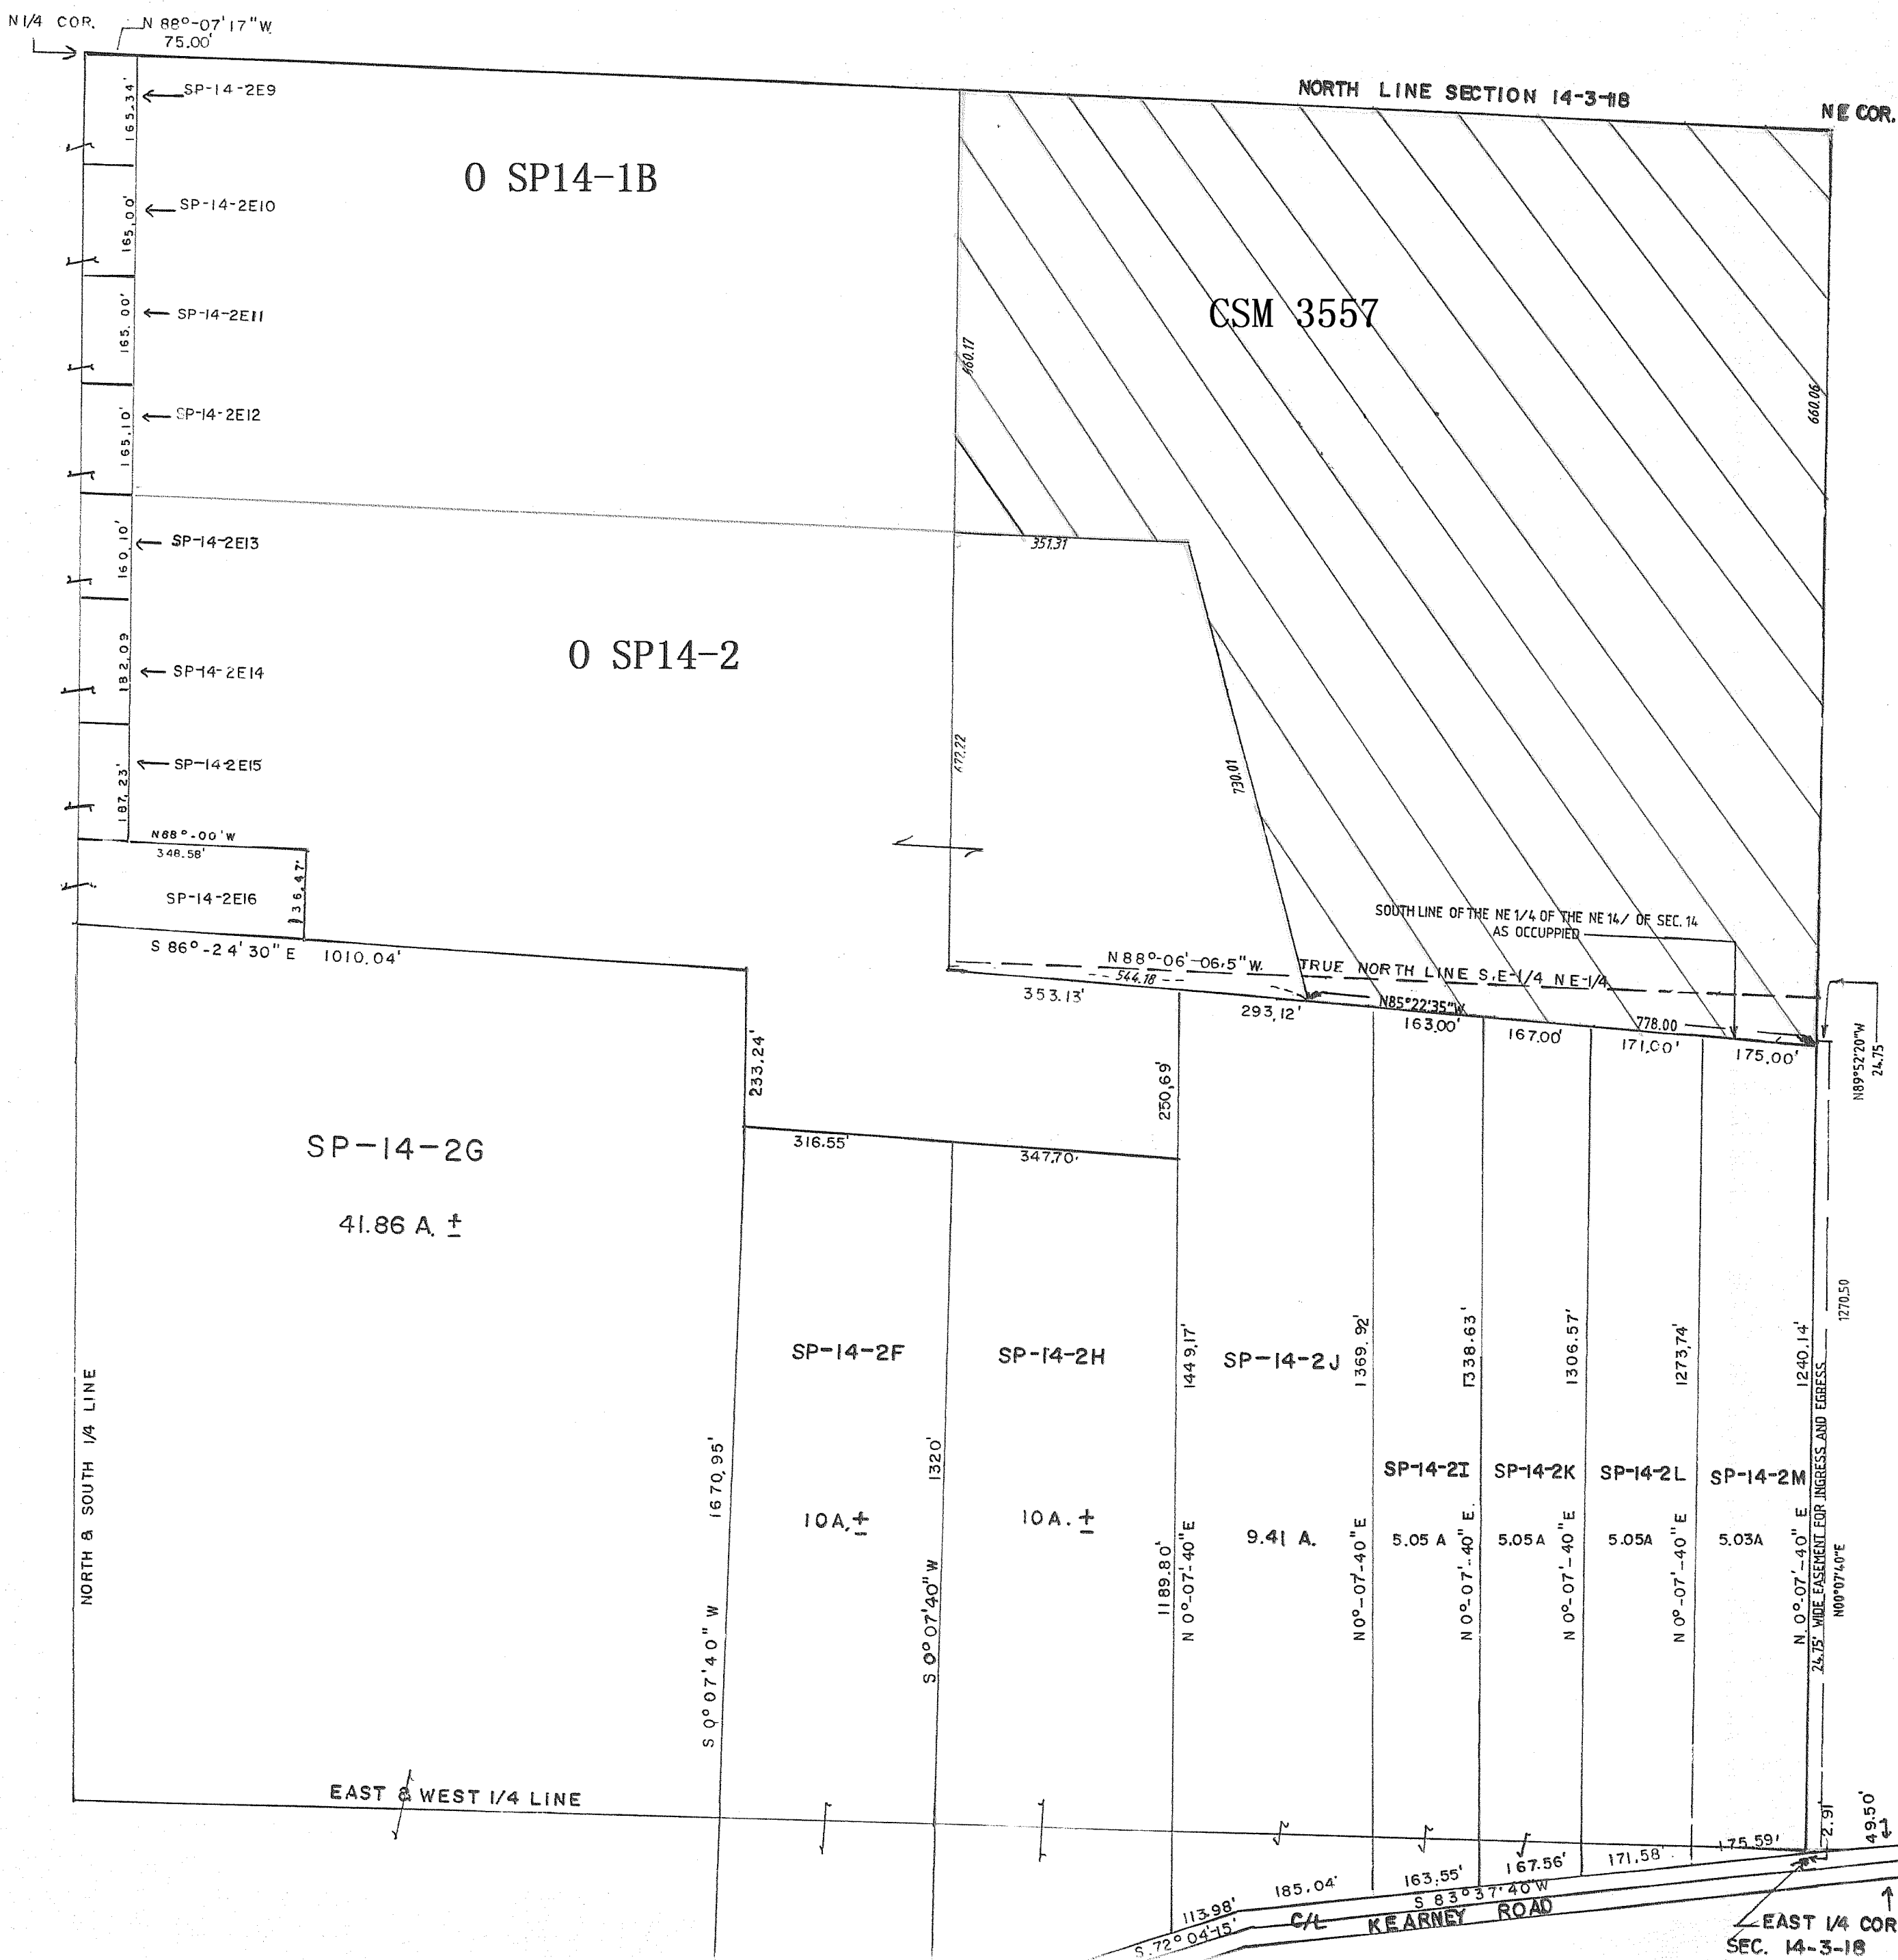 N 1/4 COR.
N 88°-07'17"W
75.00'
NORTH LINE SECTION 14-3-18
NE COR.
165.34'
SP-14-2E9
O SP14-1B
165.00'
SP-14-2E10
CSM 3557
165.00'
SP-14-2E11
660.17
660.06
165.10'
SP-14-2E12
160.10'
SP-14-2E13
351.31
O SP14-2
182.09
SP-14-2E14
677.22
730.01
187.23'
SP-14-2E15
N88°-00'W
348.58'
SP-14-2E16
136.47'
SOUTH LINE OF THE NE 1/4 OF THE NE 14/ OF SEC. 14
AS OCCUPPIED
S 86°-24'30"E 1010.04'
N 88°-06'-06.5"W. TRUE NORTH LINE S.E-1/4 NE-1/4
544.18
353.13'
293.12'
N85°22'35"W
163.00'
167.00'
778.00
171.00'
175.00'
N89°52'20"W
24.75
233.24'
250.69'
316.55'
347.70'
SP-14-2G
41.86 A. ±
1270.50
SP-14-2F
SP-14-2H
1449.17'
SP-14-2J
1369.92'
1338.63'
1306.57'
1273.74'
1240.14'
NORTH & SOUTH 1/4 LINE
1670.95'
1320'
SP-14-2I
SP-14-2K
SP-14-2L
SP-14-2M
10A. ±
10A. ±
9.41 A.
5.05 A
5.05A
5.05A
5.03A
1189.80'
S 0°07'40"W
S 0°07'40"W
N 0°-07'-40"E
N 0°-07'-40"E
N 0°-07'-40"E.
N 0°-07'-40"E
N 0°-07'-40"E
N. 0°-07'-40" E
24.75' WIDE EASEMENT FOR INGRESS AND EGRESS
N00°07'40"E
EAST & WEST 1/4 LINE
2.91'
49.50'
113.98'
185.04'
163.55'
167.56'
171.58'
175.59'
S 83°37'40"W
S. 72°04'15"
C/L KEARNEY ROAD
EAST 1/4 COR
SEC. 14-3-18